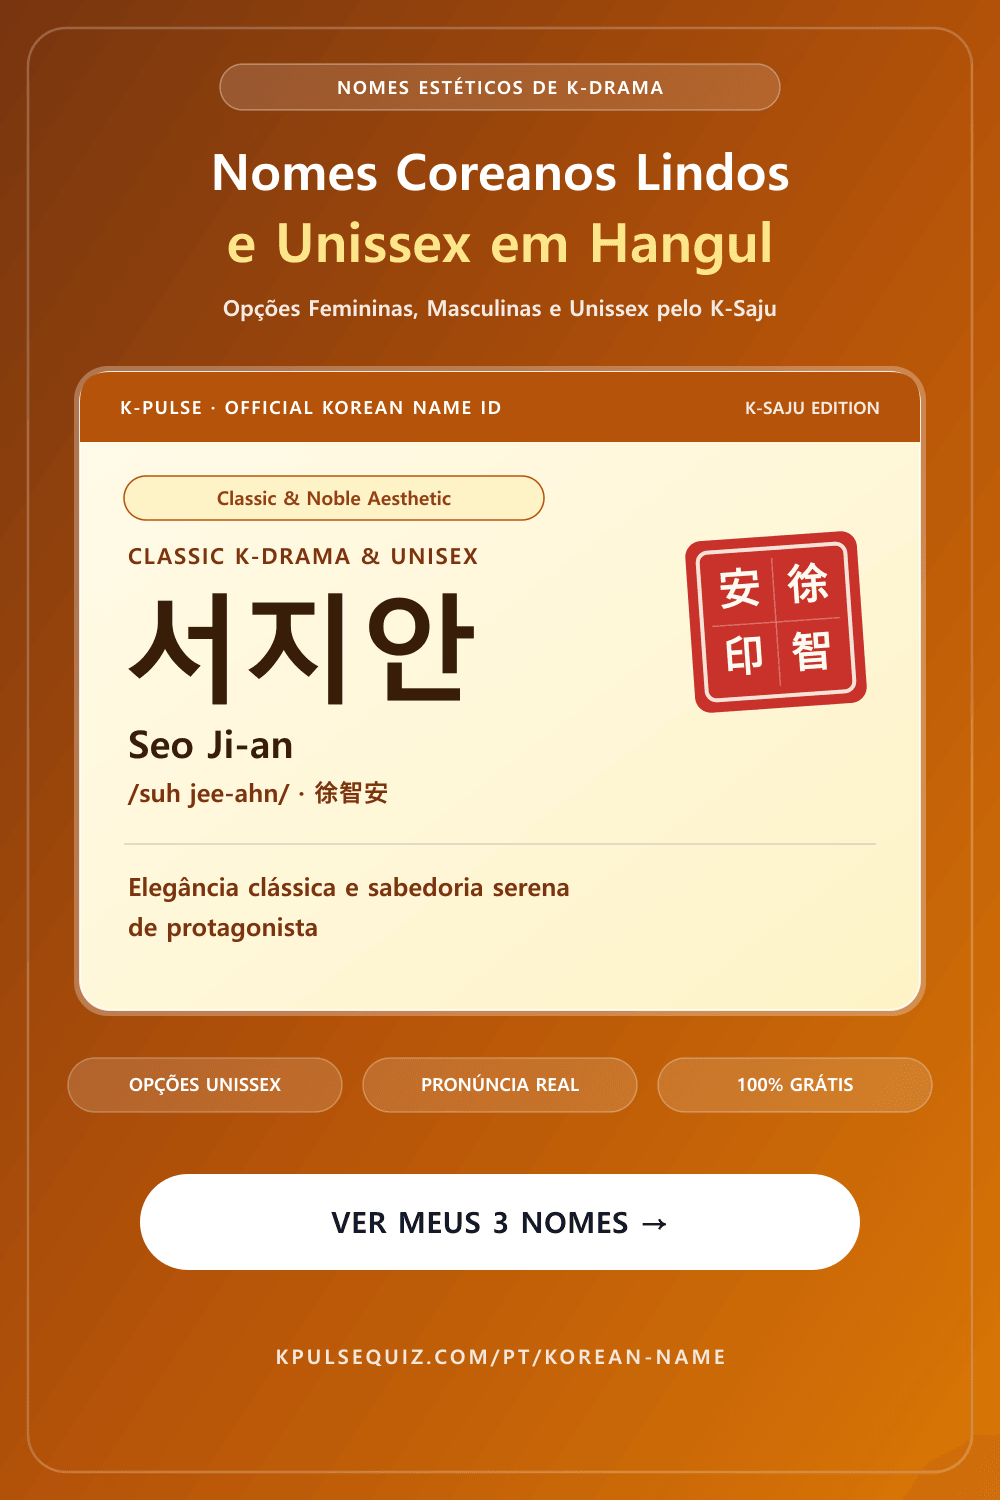 NOMES ESTÉTICOS DE K-DRAMA
Nomes Coreanos Lindos
e Unissex em Hangul
Opções Femininas, Masculinas e Unissex pelo K-Saju
K-PULSE · OFFICIAL KOREAN NAME ID
K-SAJU EDITION
Classic & Noble Aesthetic
CLASSIC K-DRAMA & UNISEX
서지안
Seo Ji-an
/suh jee-ahn/ · 徐智安
安 徐
印 智
Elegância clássica e sabedoria serena
de protagonista
OPÇÕES UNISSEX
PRONÚNCIA REAL
100% GRÁTIS
VER MEUS 3 NOMES →
KPULSEQUIZ.COM/PT/KOREAN-NAME